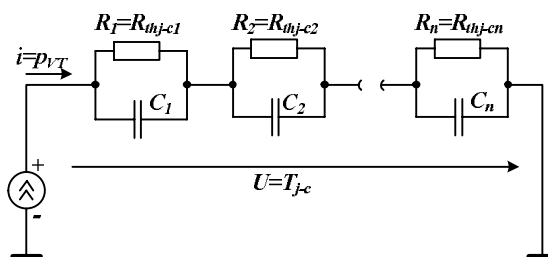 R1=Rthj-c1
R2=Rthj-c2
Rn=Rthj-cn
i=pVT
C1
C2
Cn
U=Tj-c
+
-